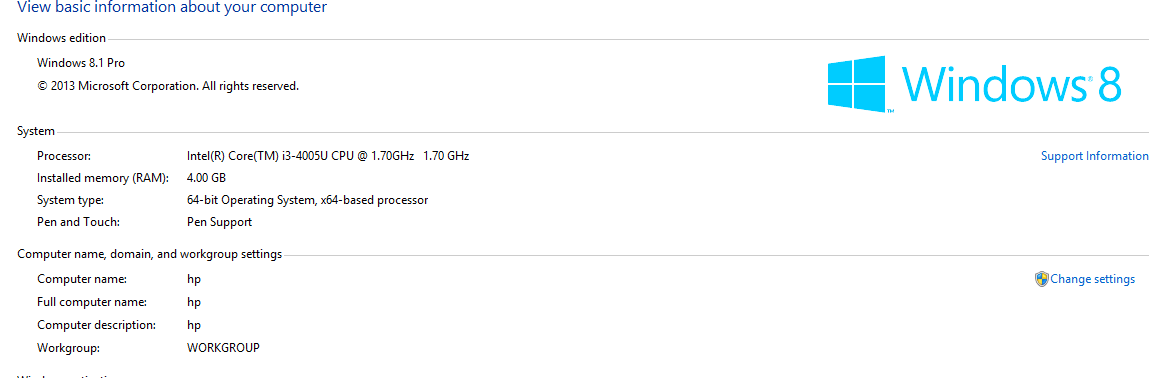 View basic information about your computer
Windows edition
Windows 8.1 Pro
© 2013 Microsoft Corporation. All rights reserved.
Windows® 8
™
System
Processor: Intel(R) Core(TM) i3-4005U CPU @ 1.70GHz 1.70 GHz
Support Information
Installed memory (RAM): 4.00 GB
System type: 64-bit Operating System, x64-based processor
Pen and Touch: Pen Support
Computer name, domain, and workgroup settings
Computer name: hp
Change settings
Full computer name: hp
Computer description: hp
Workgroup: WORKGROUP